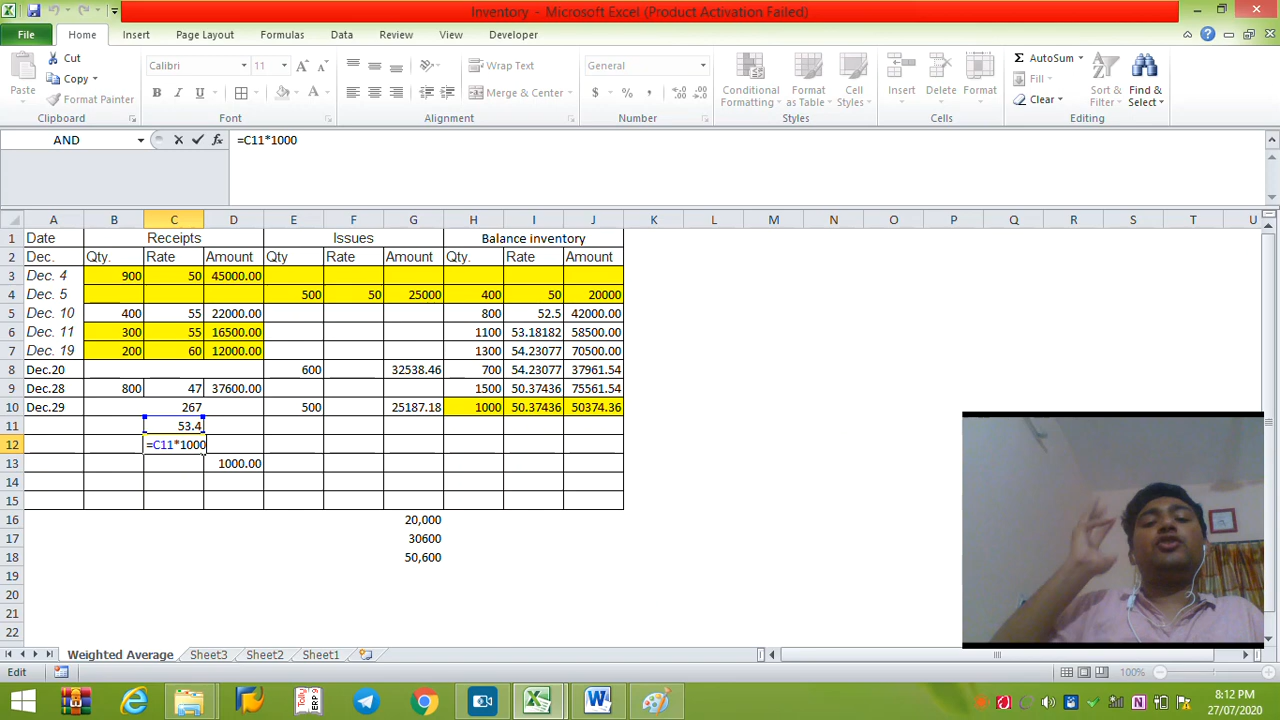 Inventory - Microsoft Excel (Product Activation Failed)
File Home Insert Page Layout Formulas Data Review View Developer
Paste Cut Copy Format Painter Clipboard
Calibri 11 B I U A A A Font
Wrap Text Merge & Center Alignment
General $ % , .0 .00 Number
Conditional Formatting Format as Table Cell Styles Styles
Insert Delete Format Cells
Σ AutoSum Fill Clear Sort & Filter Find & Select Editing
AND fx =C11*1000
A B C D E F G H I J K L M N O P Q R S T U
1 Date Receipts Issues Balance inventory
2 Dec. Qty. Rate Amount Qty Rate Amount Qty. Rate Amount
3 Dec. 4 900 50 45000.00
4 Dec. 5 500 50 25000 400 50 20000
5 Dec. 10 400 55 22000.00 800 52.5 42000.00
6 Dec. 11 300 55 16500.00 1100 53.18182 58500.00
7 Dec. 19 200 60 12000.00 1300 54.23077 70500.00
8 Dec.20 600 32538.46 700 54.23077 37961.54
9 Dec.28 800 47 37600.00 1500 50.37436 75561.54
10 Dec.29 267 500 25187.18 1000 50.37436 50374.36
11 53.4
12 =C11*1000
13 1000.00
14
15
16 20,000
17 30600
18 50,600
19
20
21
22
Weighted Average Sheet3 Sheet2 Sheet1
Edit 100%
Tally ERP 9 W N 8:12 PM
27/07/2020